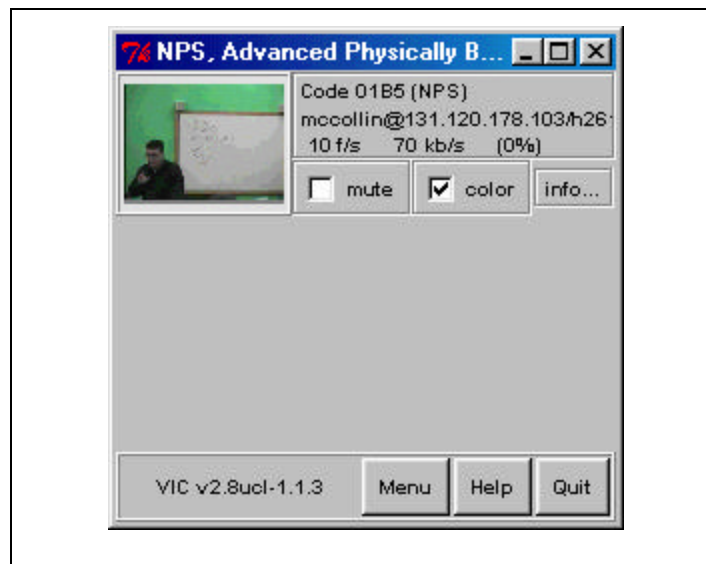 NPS, Advanced Physically B...
Code 01B5 (NPS)
mccollin@131.120.178.103/h26
10 f/s 70 kb/s (0%)
mute color info...
VIC v2.8ucl-1.1.3 Menu Help Quit